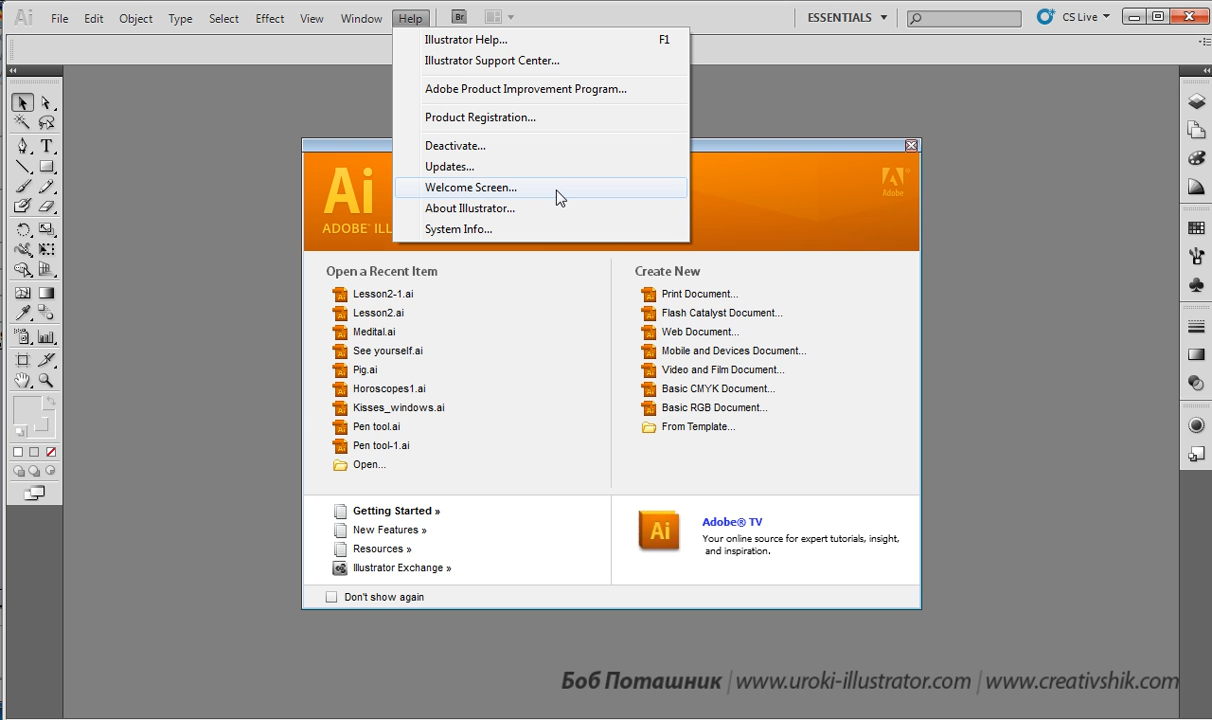 Ai File Edit Object Type Select Effect View Window Help Br ESSENTIALS CS Live
Illustrator Help... F1
Illustrator Support Center...
Adobe Product Improvement Program...
Product Registration...
Deactivate...
Updates...
Welcome Screen...
About Illustrator...
System Info...
Ai
ADOBE® ILL
Adobe
Open a Recent Item
Lesson2-1.ai
Lesson2.ai
Medital.ai
See yourself.ai
Pig.ai
Horoscopes1.ai
Kisses_windows.ai
Pen tool.ai
Pen tool-1.ai
Open...
Create New
Print Document...
Flash Catalyst Document...
Web Document...
Mobile and Devices Document...
Video and Film Document...
Basic CMYK Document...
Basic RGB Document...
From Template...
Getting Started »
New Features »
Resources »
Illustrator Exchange »
Ai
Adobe® TV
Your online source for expert tutorials, insight,
and inspiration.
Don't show again
Боб Поташник | www.uroki-illustrator.com | www.creativshik.com